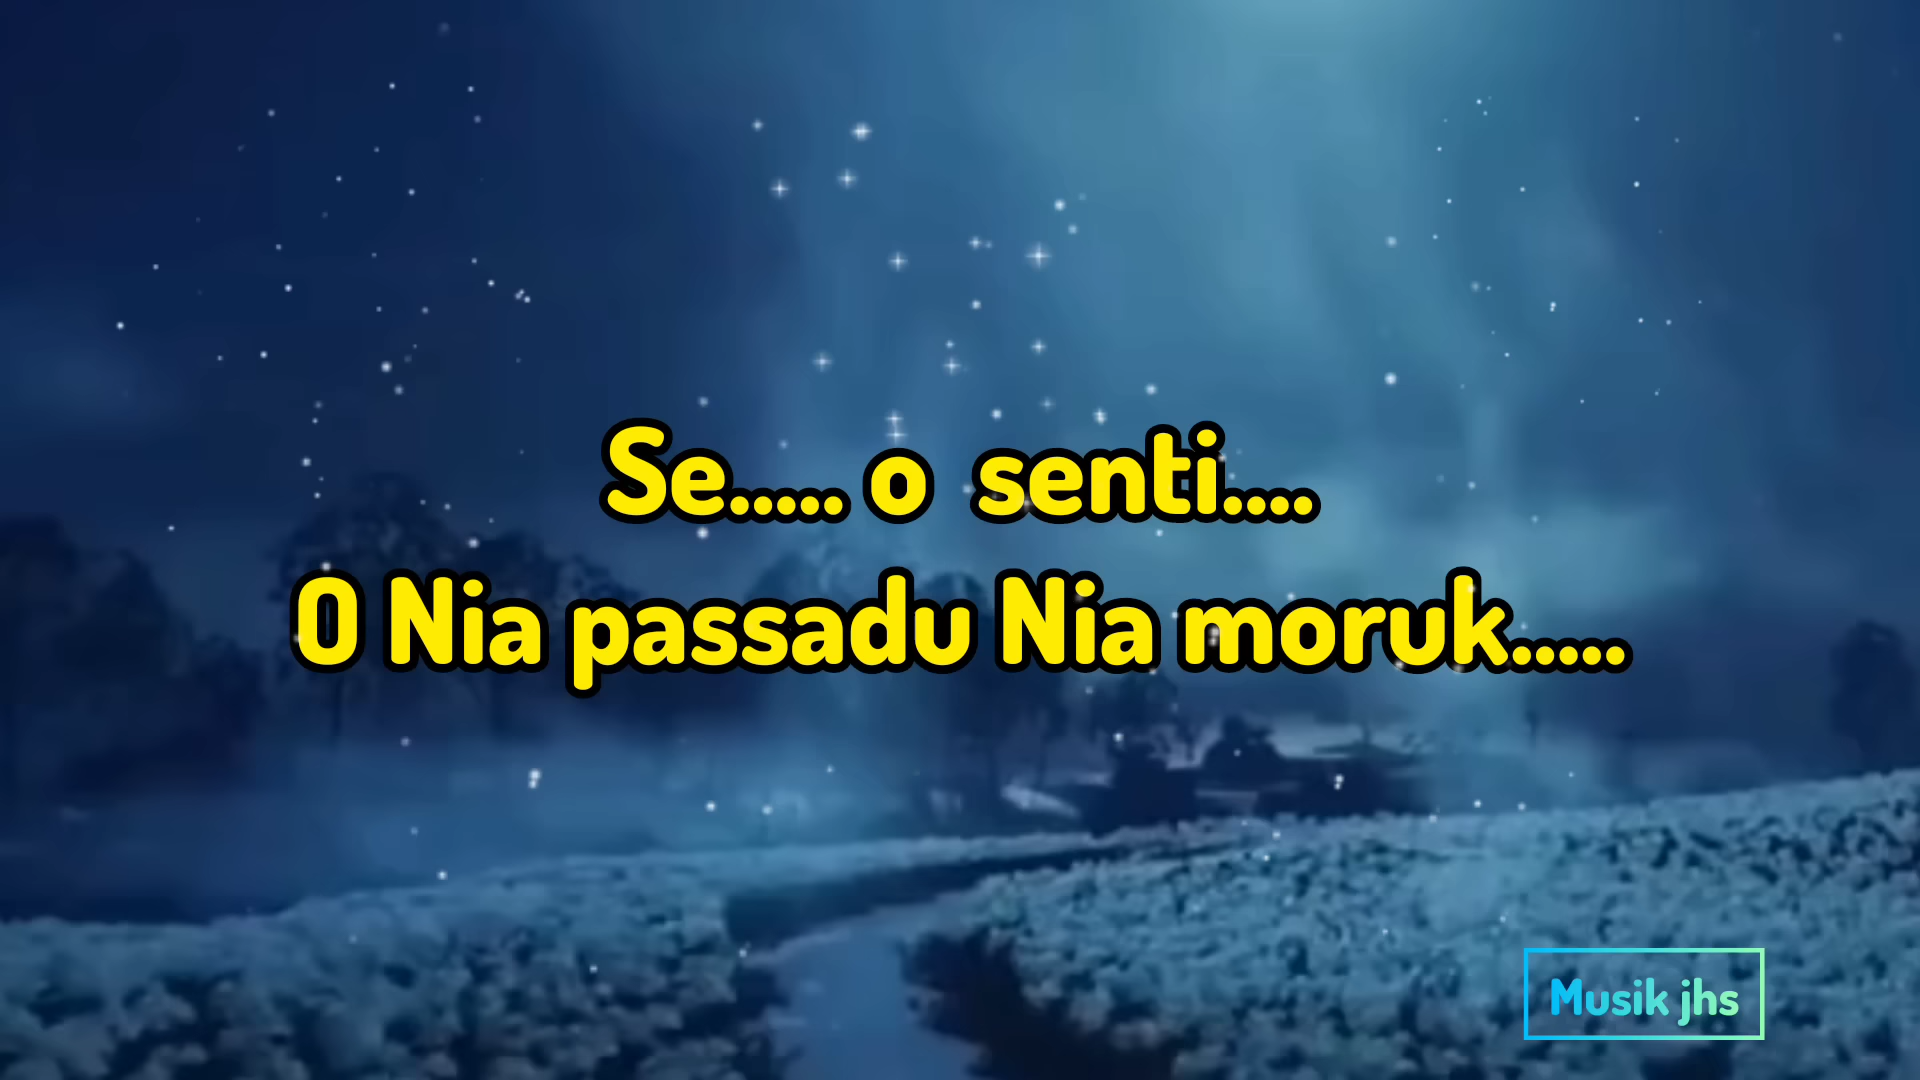 Se..... o senti....
O Nia passadu Nia moruk.....
Musik jhs